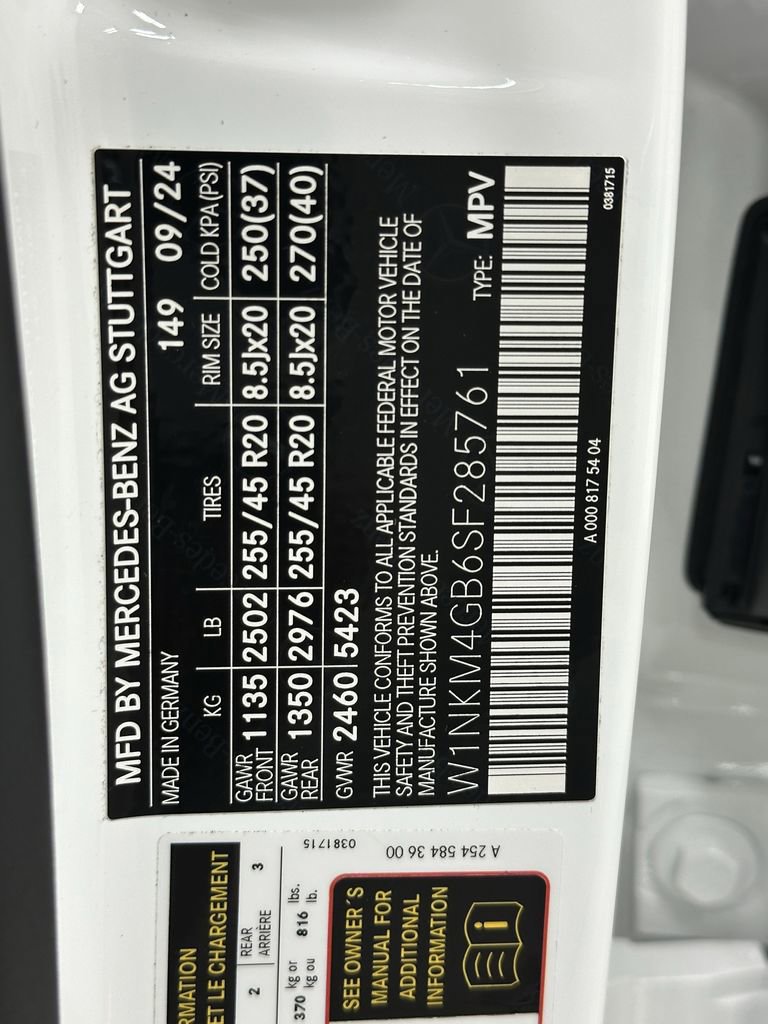 MFD BY MERCEDES-BENZ AG STUTTGART
MADE IN GERMANY 149 09/24
KG LB TIRES RIM SIZE COLD KPA (PSI)
GAWR FRONT 1135 2502 255/45 R20 8.5Jx20 250(37)
GAWR REAR 1350 2976 255/45 R20 8.5Jx20 270(40)
GVWR 2460 5423
THIS VEHICLE CONFORMS TO ALL APPLICABLE FEDERAL MOTOR VEHICLE
SAFETY AND THEFT PREVENTION STANDARDS IN EFFECT ON THE DATE OF
MANUFACTURE SHOWN ABOVE.
W1NKM4GB6SF285761 TYPE: MPV
A 000 817 54 04
0381715
ET LE CHARGEMENT
2 REAR ARRIÈRE 3
370 kg or kg ou 816 lbs. lb.
0381715
A 254 584 36 00
SEE OWNER´S
MANUAL FOR
ADDITIONAL
INFORMATION
i